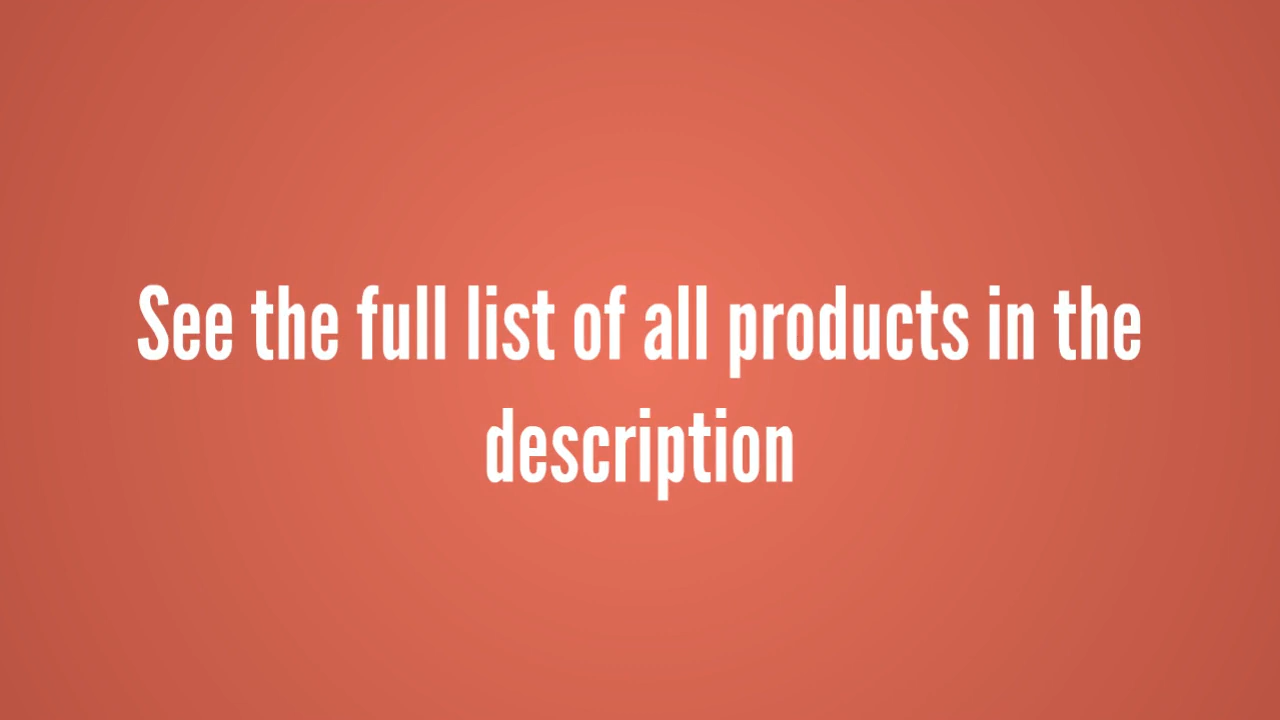 See the full list of all products in the
description